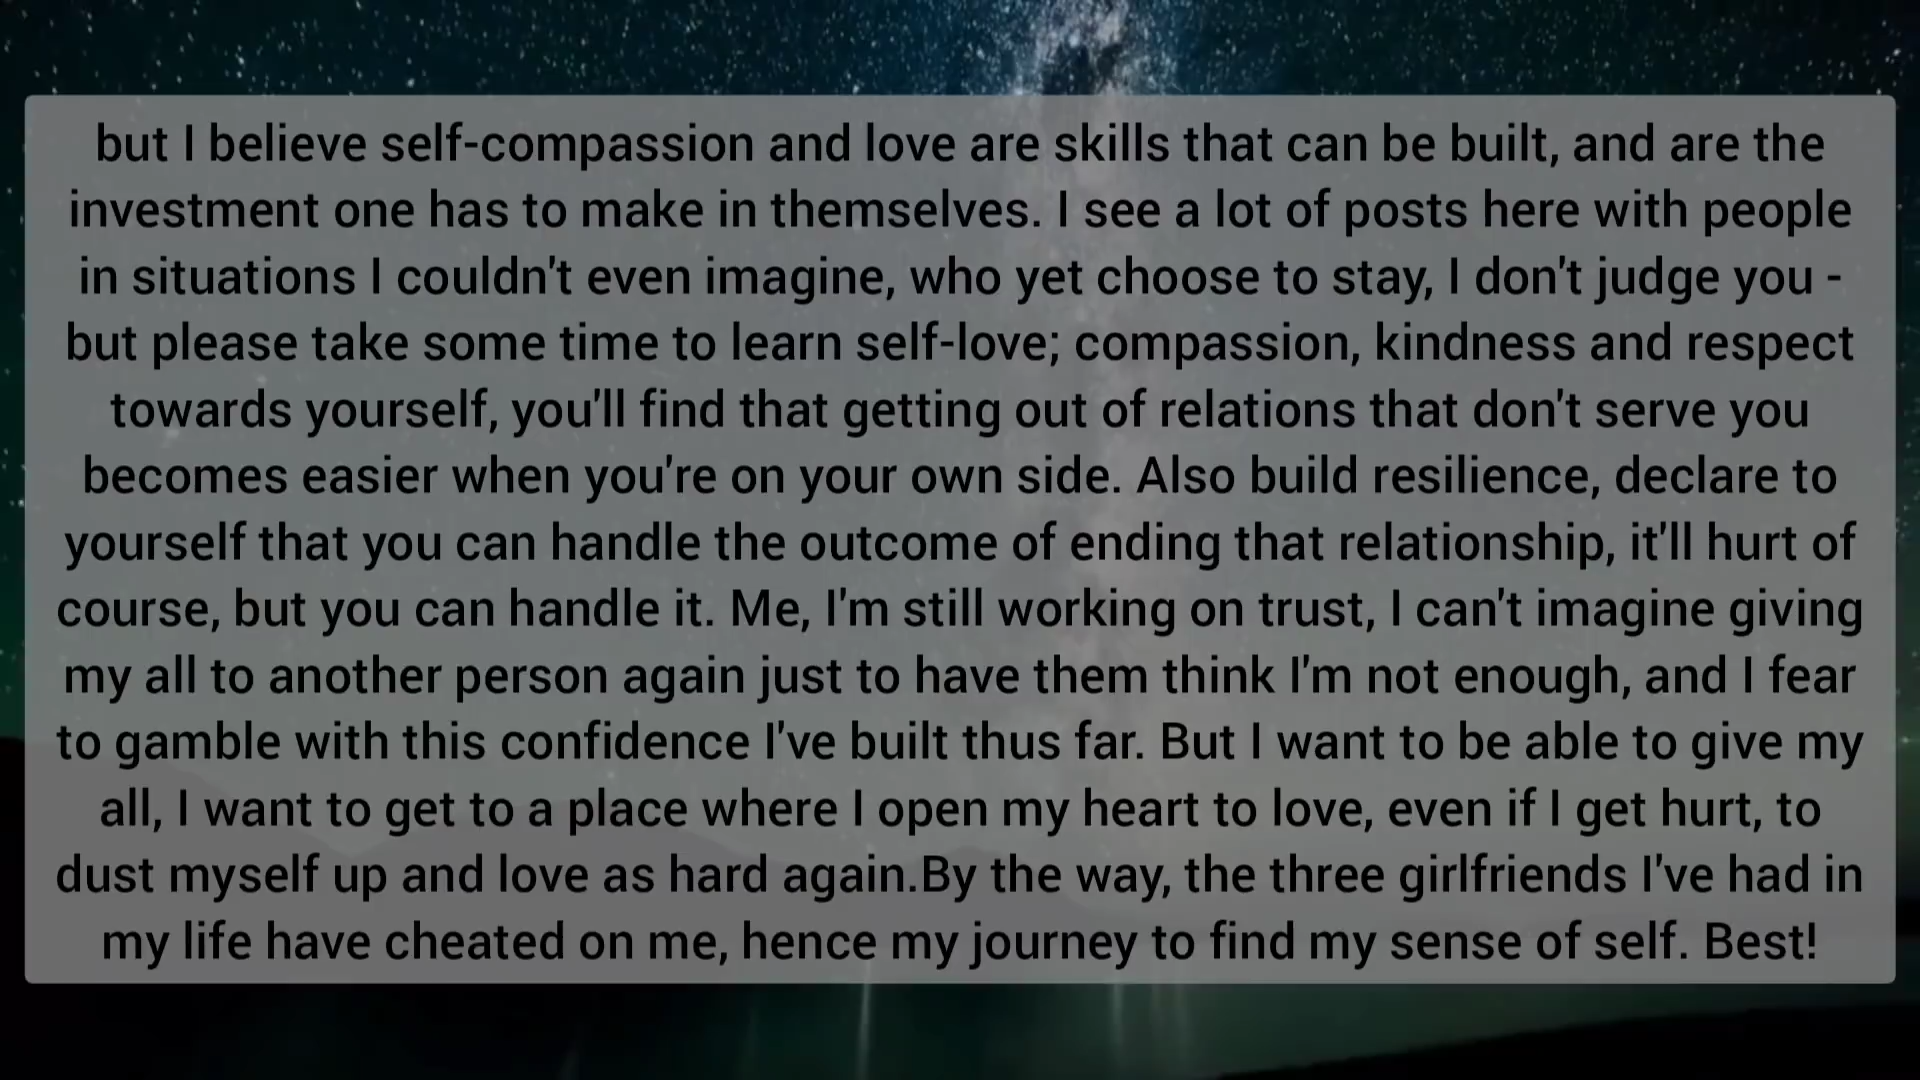 but I believe self-compassion and love are skills that can be built, and are the
investment one has to make in themselves. I see a lot of posts here with people
in situations I couldn't even imagine, who yet choose to stay, I don't judge you -
but please take some time to learn self-love; compassion, kindness and respect
towards yourself, you'll find that getting out of relations that don't serve you
becomes easier when you're on your own side. Also build resilience, declare to
yourself that you can handle the outcome of ending that relationship, it'll hurt of
course, but you can handle it. Me, I'm still working on trust, I can't imagine giving
my all to another person again just to have them think I'm not enough, and I fear
to gamble with this confidence I've built thus far. But I want to be able to give my
all, I want to get to a place where I open my heart to love, even if I get hurt, to
dust myself up and love as hard again.By the way, the three girlfriends I've had in
my life have cheated on me, hence my journey to find my sense of self. Best!